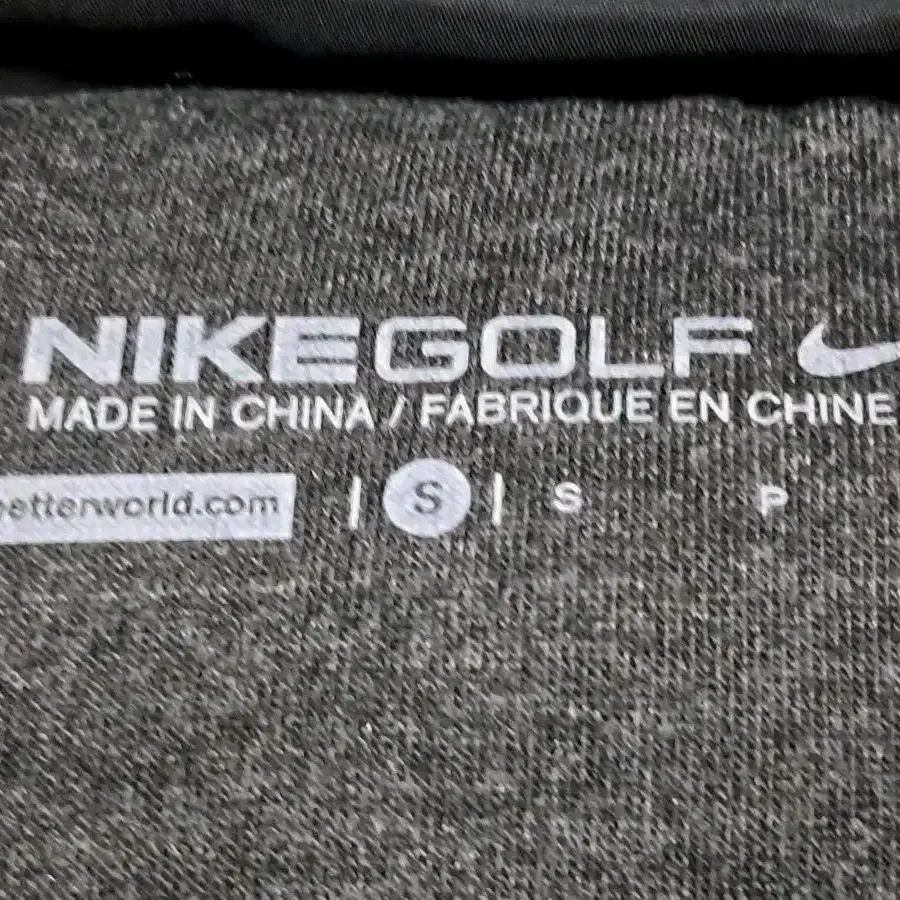 NIKEGOLF
MADE IN CHINA / FABRIQUE EN CHINE
etterworld.com | S | S P